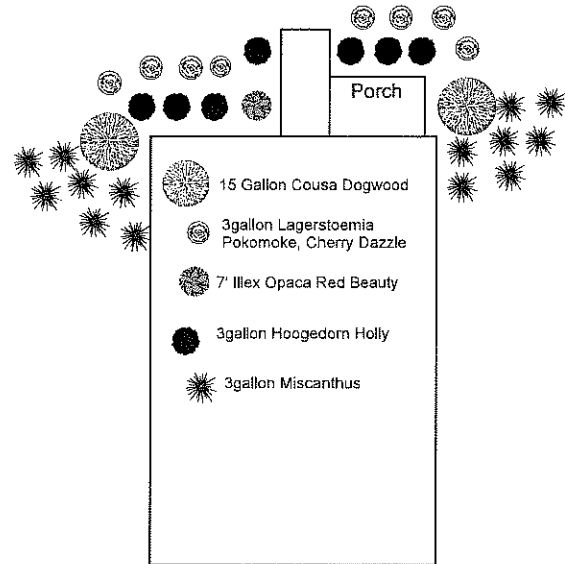 Porch
15 Gallon Cousa Dogwood
3gallon Lagerstoemia
Pokomoke, Cherry Dazzle
7' Illex Opaca Red Beauty
3gallon Hoogedorn Holly
3gallon Miscanthus